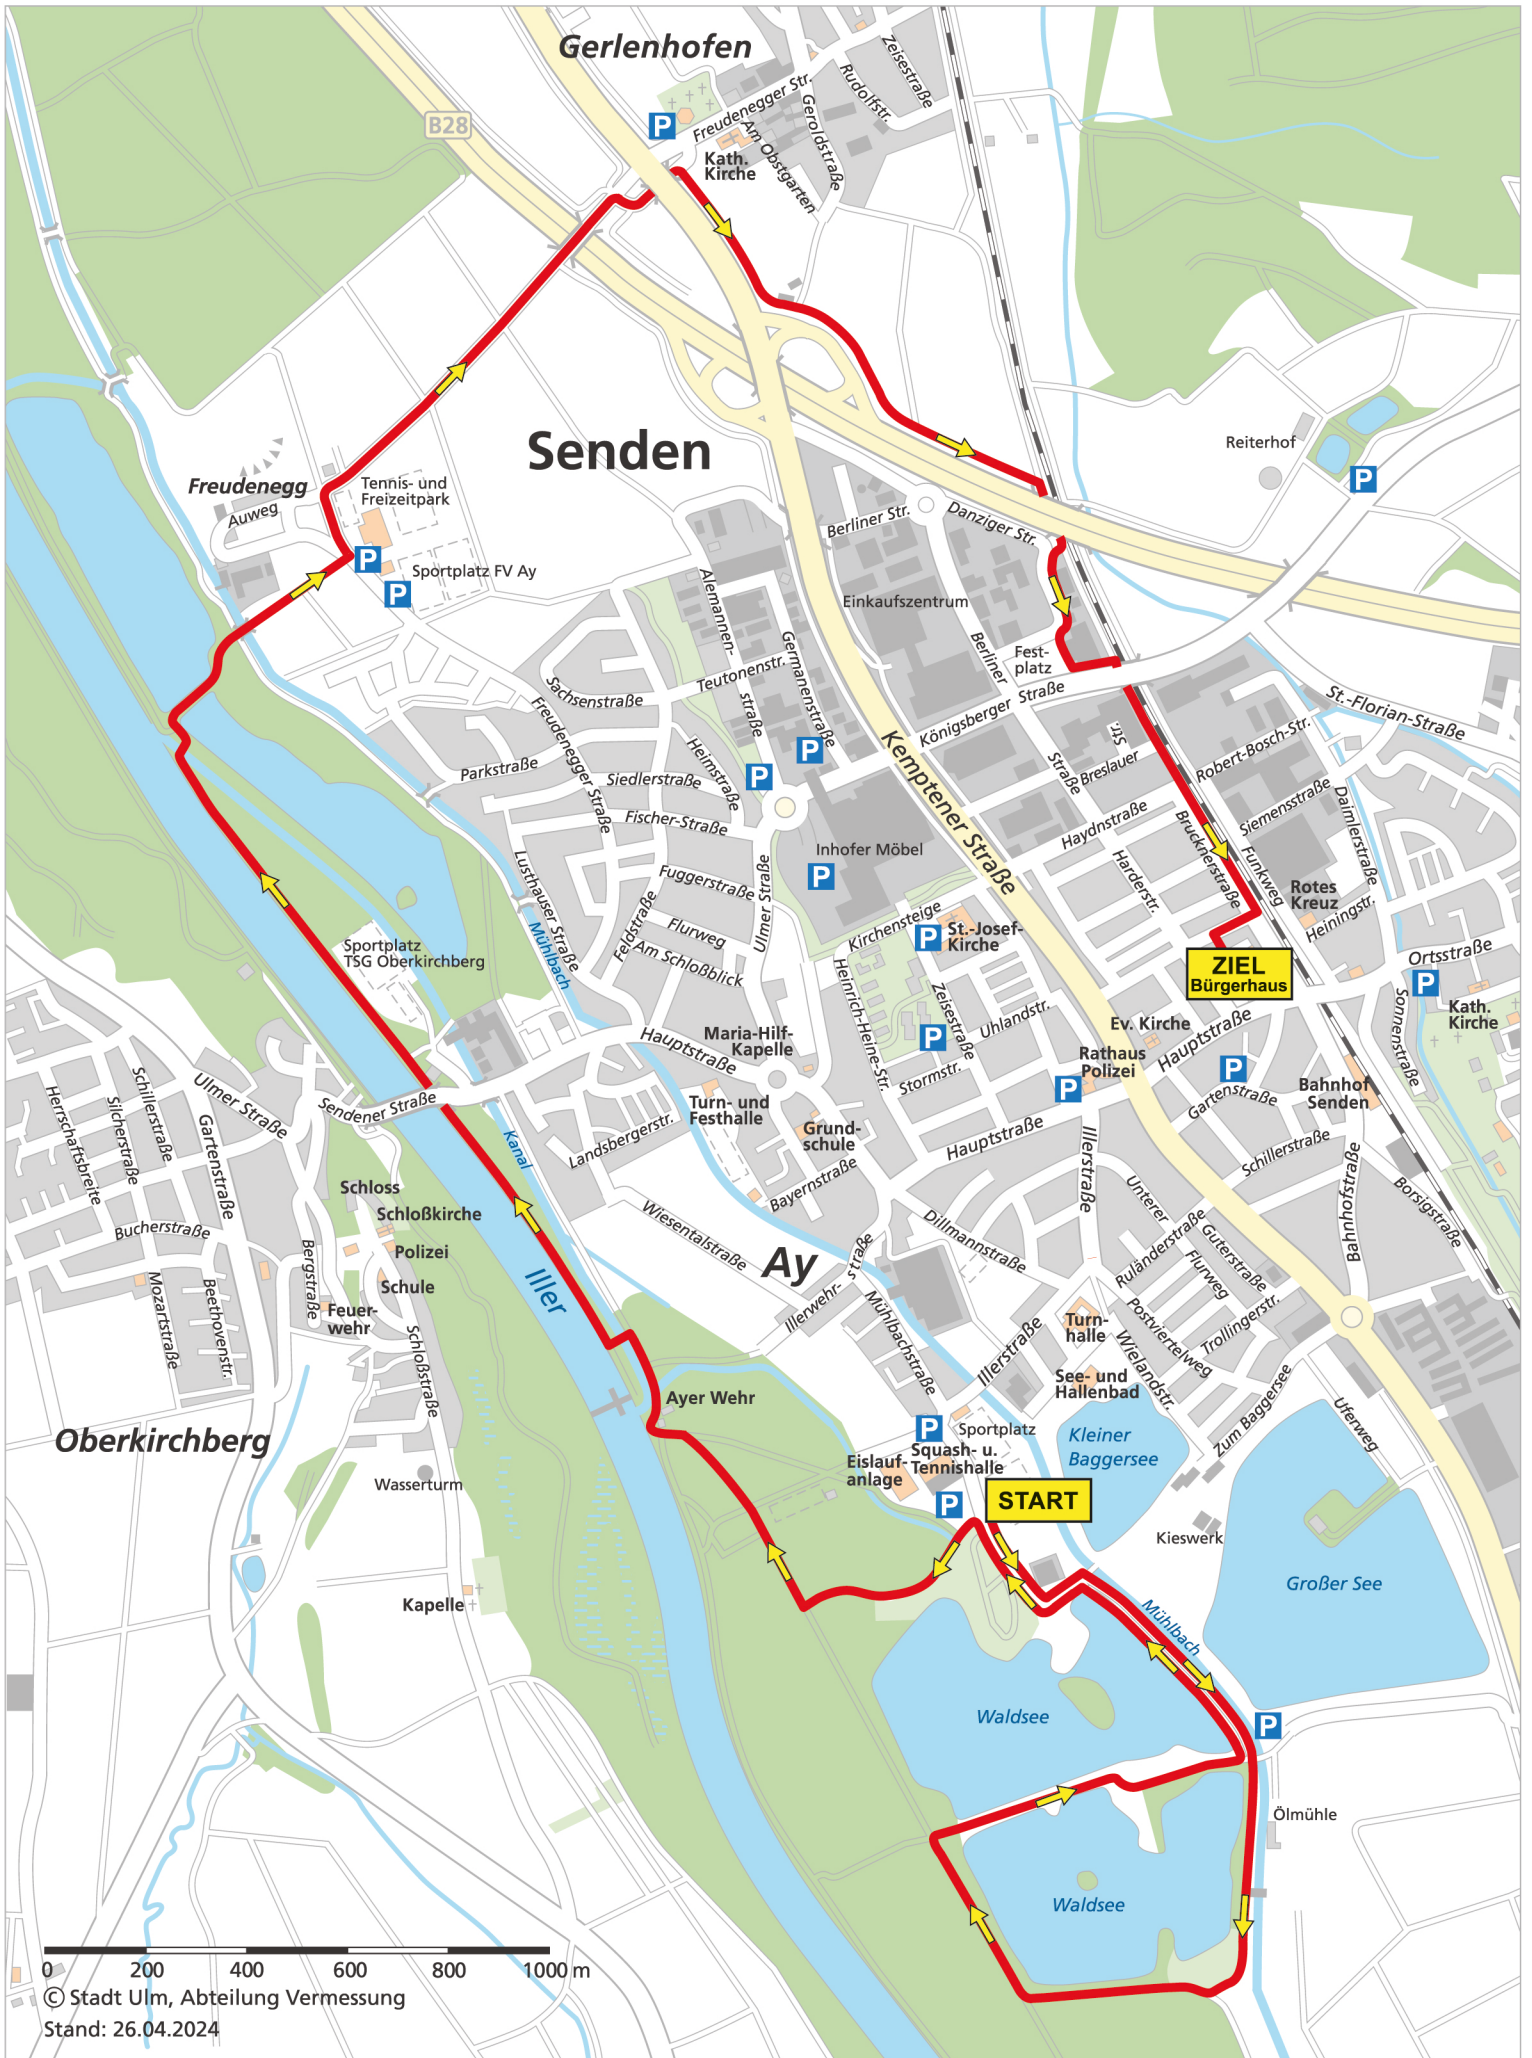 Gerlenhofen
Zeisestraße
Rudolfstr.
Freudenegger Str.
Geroldstraße
Am Obstgarten
B28
P
Kath.
Kirche
Senden
Reiterhof
P
Freudenegg
Auweg
Tennis- und
Freizeitpark
P
Sportplatz FV Ay
P
Berliner Str.
Danziger Str.
Einkaufszentrum
Berliner
Straße
Fest-
platz
Königsberger Straße
Alemannen-
straße
Germanenstraße
Teutonenstr.
Sachsenstraße
Freudenegger Straße
Heimstraße
Parkstraße
Siedlerstraße
Fischer-Straße
P
P
Kemptener Straße
Str.
Breslauer
Robert-Bosch-Str.
St.-Florian-Straße
Siemensstraße
Daimlerstraße
Haydnstraße
Harderstr.
Brucknerstraße
Funkweg
Rotes
Kreuz
Heiningstr.
Inhofer Möbel
P
Lusthauser Straße
Mühlbach
Fuggerstraße
Feldstraße
Flurweg
Am Schloßblick
Ulmer Straße
Kirchensteige
P
St.-Josef-
Kirche
ZIEL
Bürgerhaus
Ortsstraße
P
Kath.
Kirche
Sonnenstraße
Sportplatz
TSG Oberkirchberg
Heinrich-Heine-Str.
Zeisestraße
Uhlandstr.
P
Stormstr.
Ev. Kirche
Hauptstraße
Rathaus
Polizei
P
P
Gartenstraße
Bahnhof
Senden
Hauptstraße
Maria-Hilf-
Kapelle
Turn- und
Festhalle
Grund-
schule
Bayernstraße
Hauptstraße
Illerstraße
Schillerstraße
Bahnhofstraße
Borsigstraße
Herrschaftsbreite
Silcherstraße
Schillerstraße
Gartenstraße
Ulmer Straße
Sendener Straße
Kanal
Landsbergerstr.
Wiesentalstraße
Schloss
Schloßkirche
Polizei
Schule
Feuer-
wehr
Bucherstraße
Bergstraße
Mozartstraße
Beethovenstr.
Schloßstraße
Iller
Ay
Illerwehr-
straße
Mühlbachstraße
Dillmannstraße
Unterer
Ruländerstraße
Guterstraße
Flurweg
Postviertelweg
Trollingerstr.
Wielandstr.
Turn-
halle
Illerstraße
See- und
Hallenbad
Zum Baggersee
Uferweg
Oberkirchberg
Wasserturm
Kapelle
Ayer Wehr
P
Sportplatz
Squash- u.
Tennishalle
Eislauf-
anlage
P
START
Kleiner
Baggersee
Kieswerk
Großer See
Mühlbach
Waldsee
P
Ölmühle
Waldsee
0 200 400 600 800 1000 m
© Stadt Ulm, Abteilung Vermessung
Stand: 26.04.2024